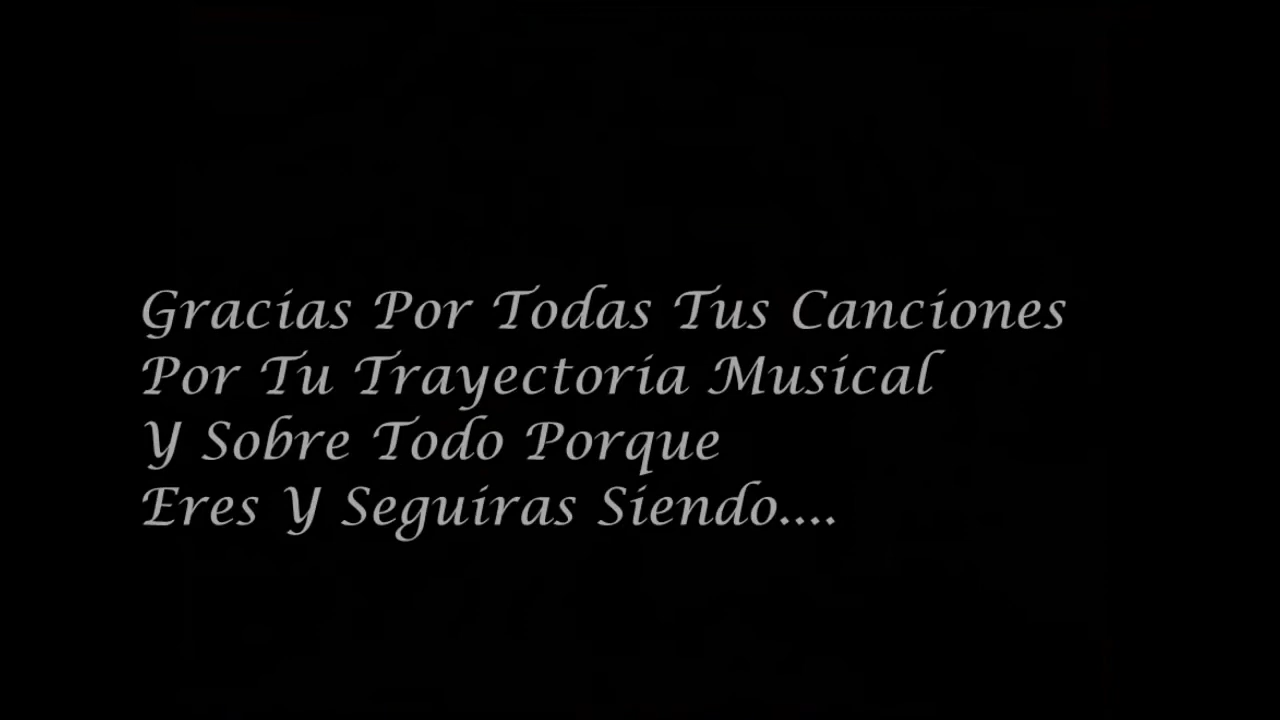 Gracias Por Todas Tus Canciones
Por Tu Trayectoria Musical
Y Sobre Todo Porque
Eres Y Seguiras Siendo....